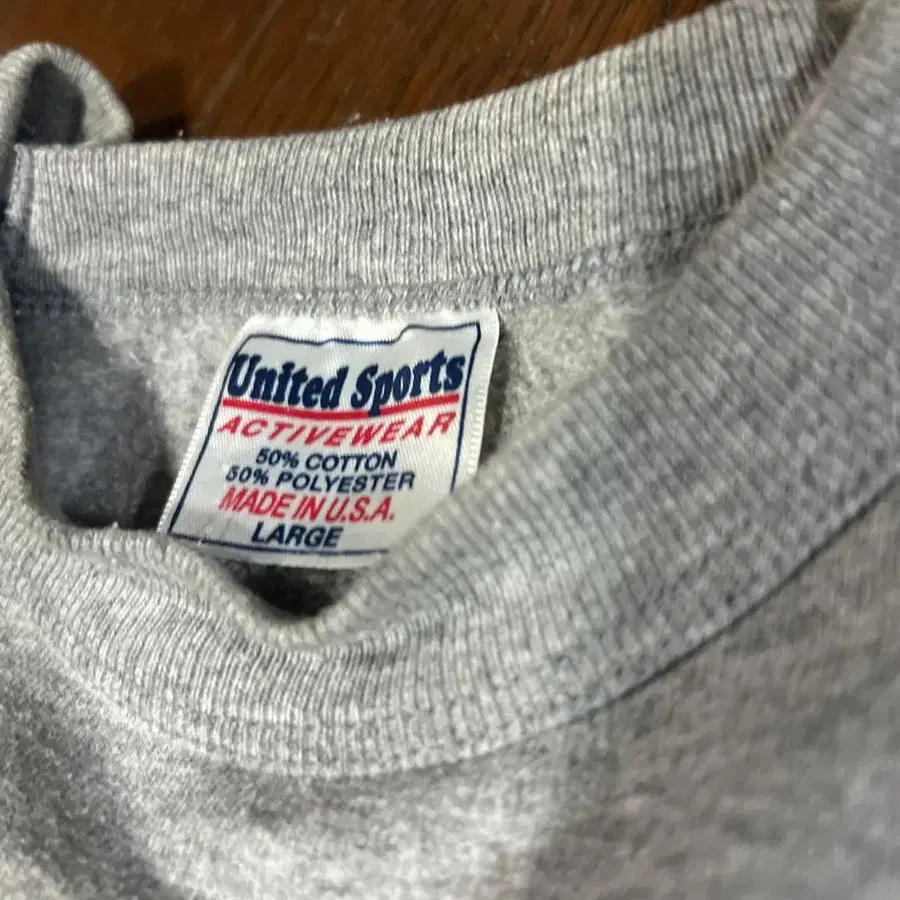 United Sports
ACTIVEWEAR
50% COTTON
50% POLYESTER
MADE IN U.S.A.
LARGE